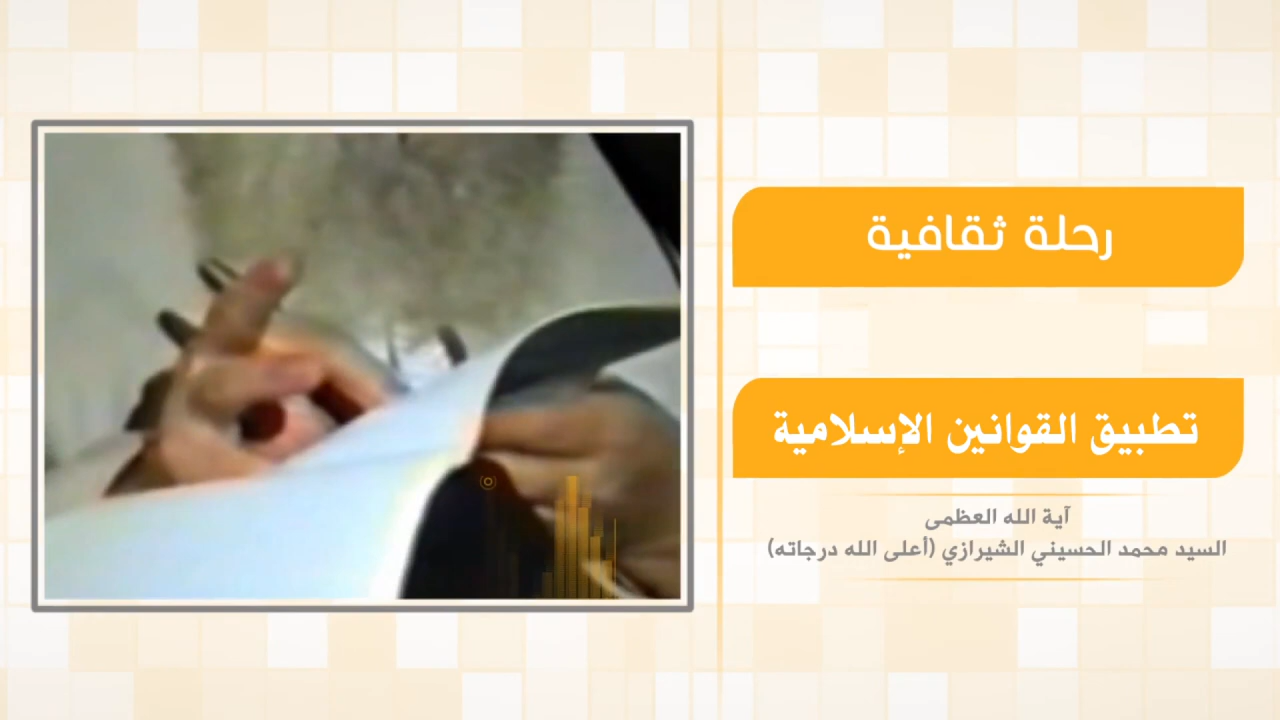 رحلة ثقافية
تطبيق القوانين الإسلامية
آية الله العظمى
السيد محمد الحسيني الشيرازي (أعلى الله درجاته)